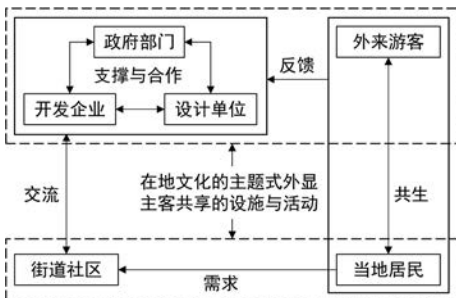 政府部门
外来游客
支撑与合作
反馈
开发企业
设计单位
交流
在地文化的主题式外显
主客共享的设施与活动
共生
街道社区
需求
当地居民